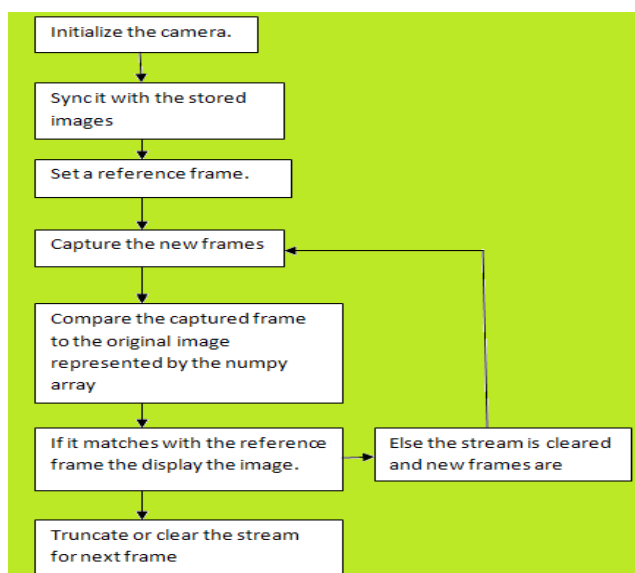 Initialize the camera.
Sync it with the stored
images
Set a reference frame.
Capture the new frames
Compare the captured frame
to the original image
represented by the numpy
array
If it matches with the reference
frame the display the image.
Else the stream is cleared
and new frames are
Truncate or clear the stream
for next frame